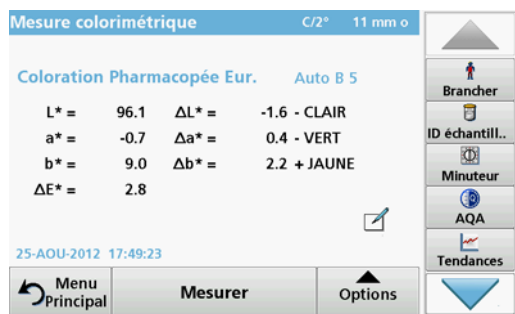 Mesure colorimétrique C/2° 11 mm o
Coloration Pharmacopée Eur. Auto B 5
L* = 96.1 ΔL* = -1.6 - CLAIR
a* = -0.7 Δa* = 0.4 - VERT
b* = 9.0 Δb* = 2.2 + JAUNE
ΔE* = 2.8
25-AOU-2012 17:49:23
Menu
Principal
Mesurer
Options
Brancher
ID échantill..
Minuteur
AQA
Tendances